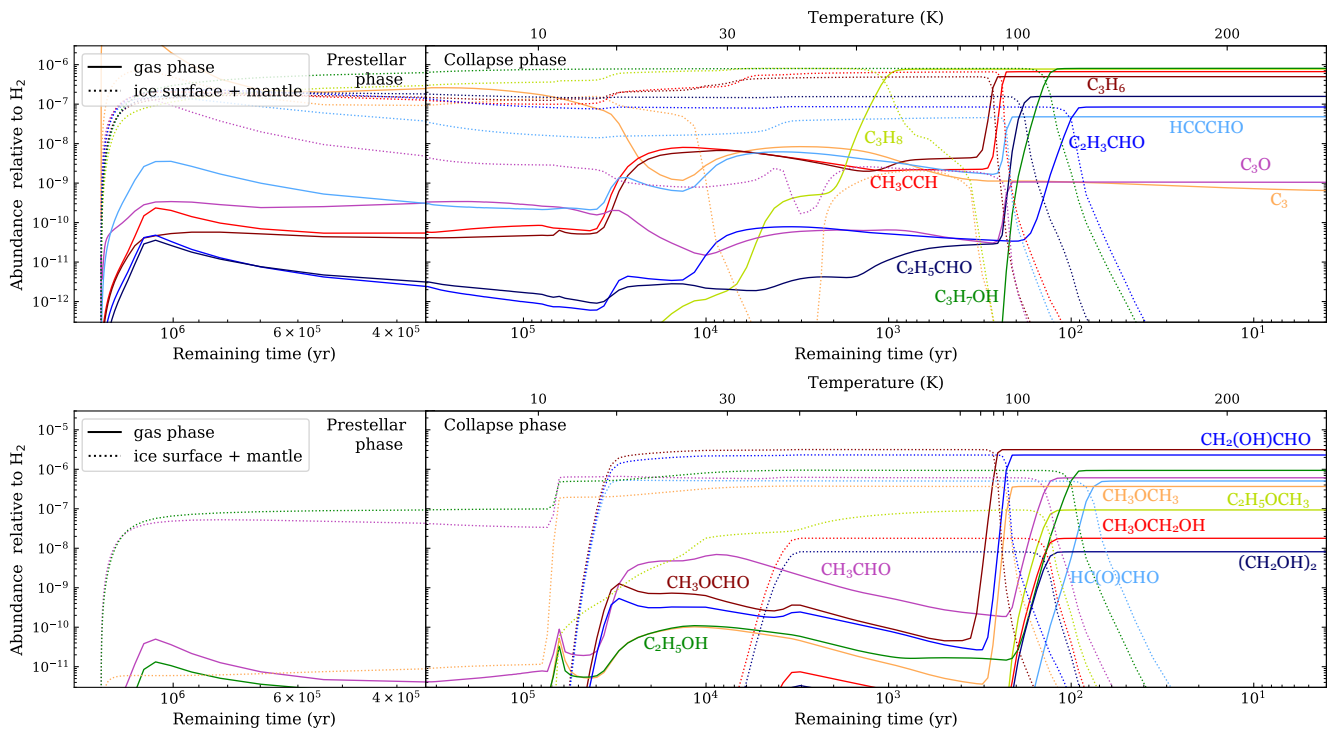 Temperature (K)
10 30 100 200
gas phase
ice surface + mantle
Prestellar
phase
Collapse phase
Abundance relative to H₂
10⁻⁶
10⁻⁷
10⁻⁸
10⁻⁹
10⁻¹⁰
10⁻¹¹
10⁻¹²
C₃H₆
HCCCHO
C₃H₈
C₂H₃CHO
C₃O
CH₃CCH
C₃
C₂H₅CHO
C₃H₇OH
10⁶ 6 × 10⁵ 4 × 10⁵ 10⁵ 10⁴ 10³ 10² 10¹
Remaining time (yr) Remaining time (yr)
Temperature (K)
10 30 100 200
gas phase
ice surface + mantle
Prestellar
phase
Collapse phase
Abundance relative to H₂
10⁻⁵
10⁻⁶
10⁻⁷
10⁻⁸
10⁻⁹
10⁻¹⁰
10⁻¹¹
CH₂(OH)CHO
CH₃OCH₃
C₂H₅OCH₃
CH₃OCH₂OH
(CH₂OH)₂
CH₃CHO
HC(O)CHO
CH₃OCHO
C₂H₅OH
10⁶ 6 × 10⁵ 4 × 10⁵ 10⁵ 10⁴ 10³ 10² 10¹
Remaining time (yr) Remaining time (yr)